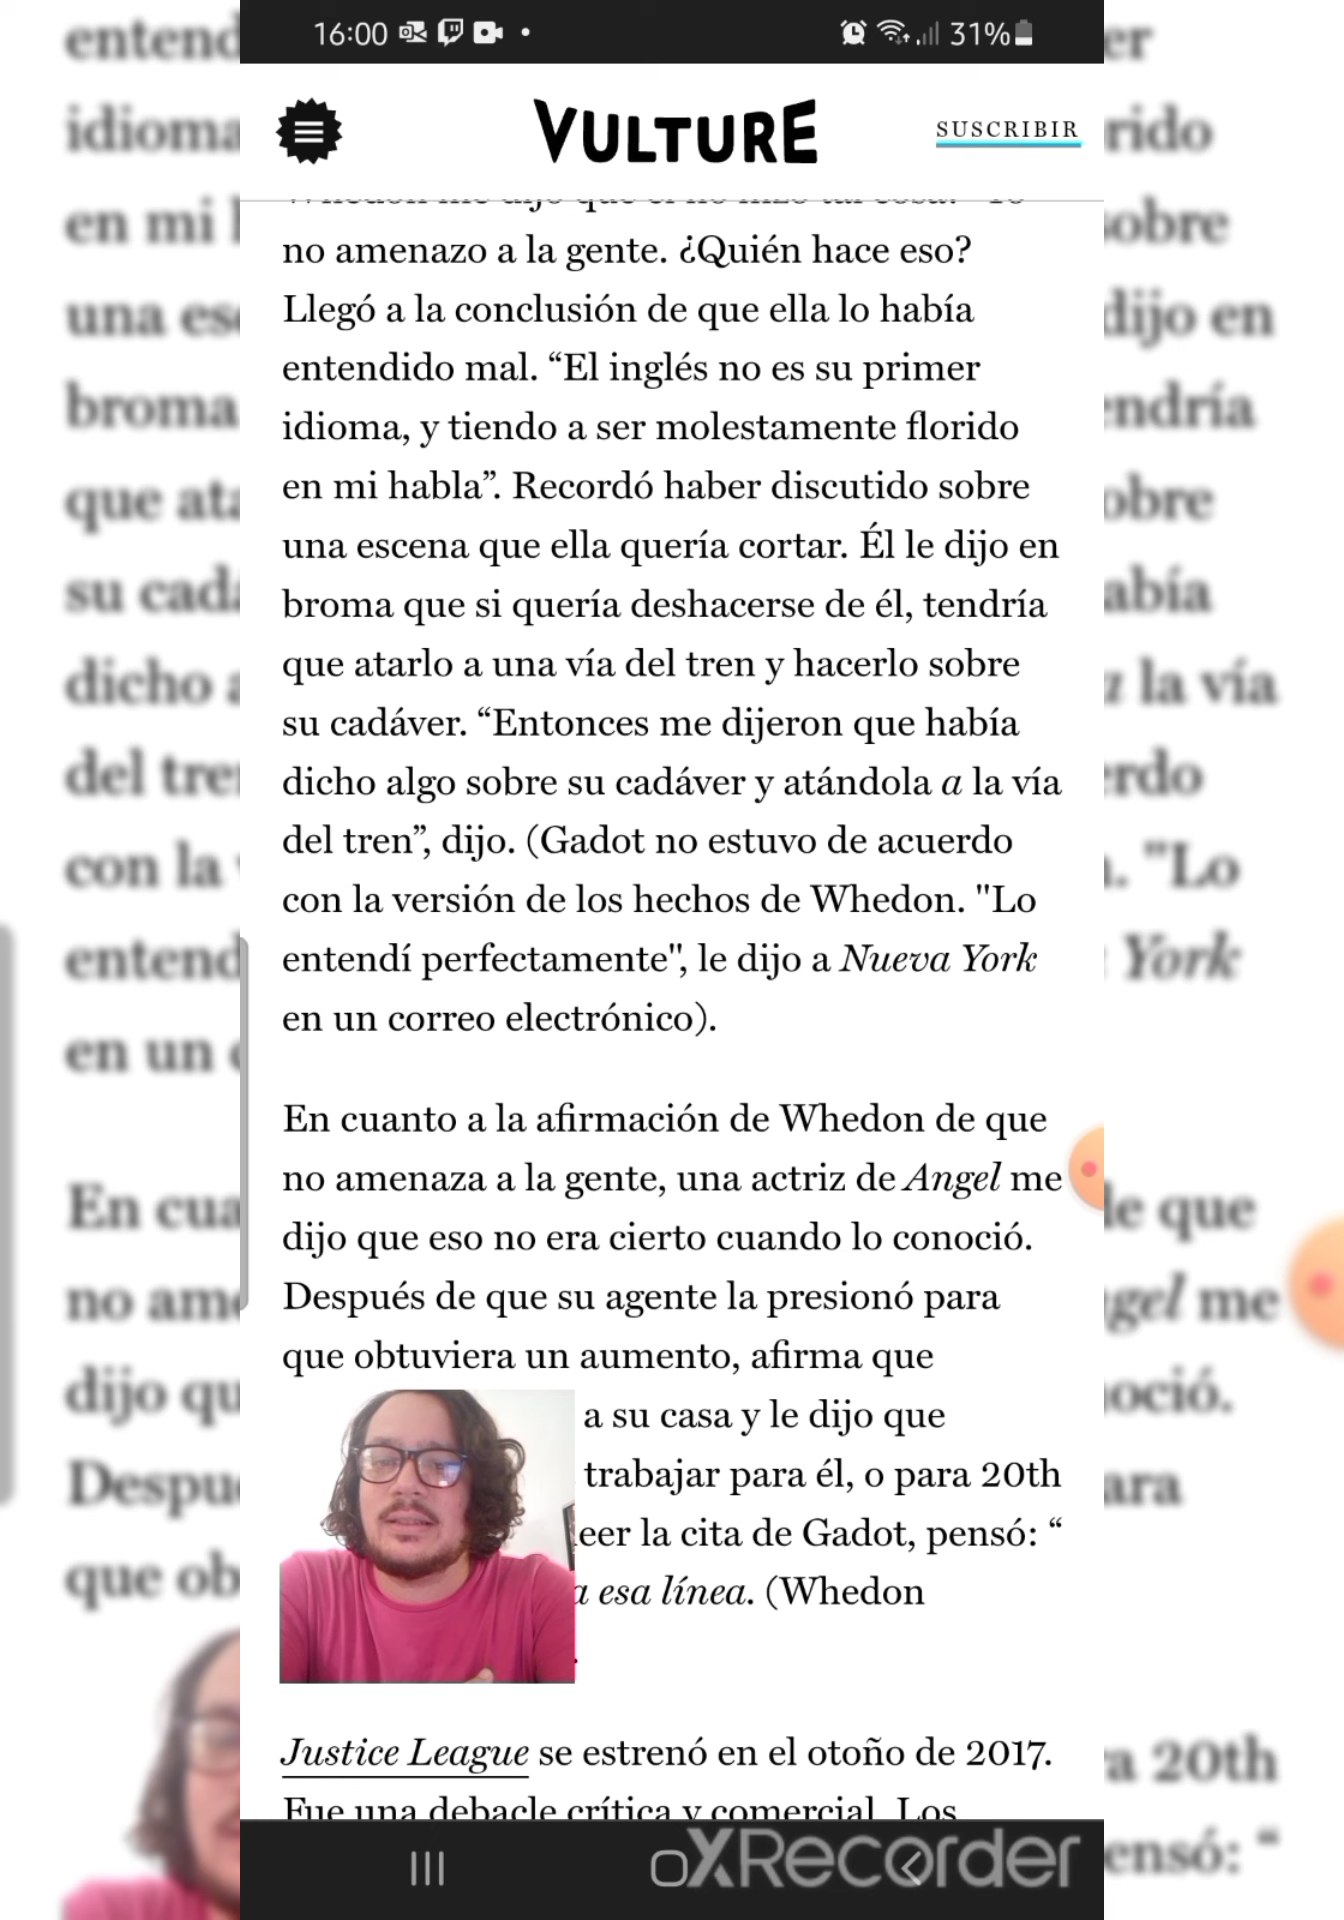 16:00
31%
VULTURE
SUSCRIBIR
no amenazo a la gente. ¿Quién hace eso?
Llegó a la conclusión de que ella lo había
entendido mal. “El inglés no es su primer
idioma, y tiendo a ser molestamente florido
en mi habla”. Recordó haber discutido sobre
una escena que ella quería cortar. Él le dijo en
broma que si quería deshacerse de él, tendría
que atarlo a una vía del tren y hacerlo sobre
su cadáver. “Entonces me dijeron que había
dicho algo sobre su cadáver y atándola a la vía
del tren”, dijo. (Gadot no estuvo de acuerdo
con la versión de los hechos de Whedon. "Lo
entendí perfectamente", le dijo a Nueva York
en un correo electrónico).
En cuanto a la afirmación de Whedon de que
no amenaza a la gente, una actriz de Angel me
dijo que eso no era cierto cuando lo conoció.
Después de que su agente la presionó para
que obtuviera un aumento, afirma que
a su casa y le dijo que
trabajar para él, o para 20th
eer la cita de Gadot, pensó: “
a esa línea. (Whedon
Justice League se estrenó en el otoño de 2017.
Fue una debacle crítica y comercial. Los
XRecorder